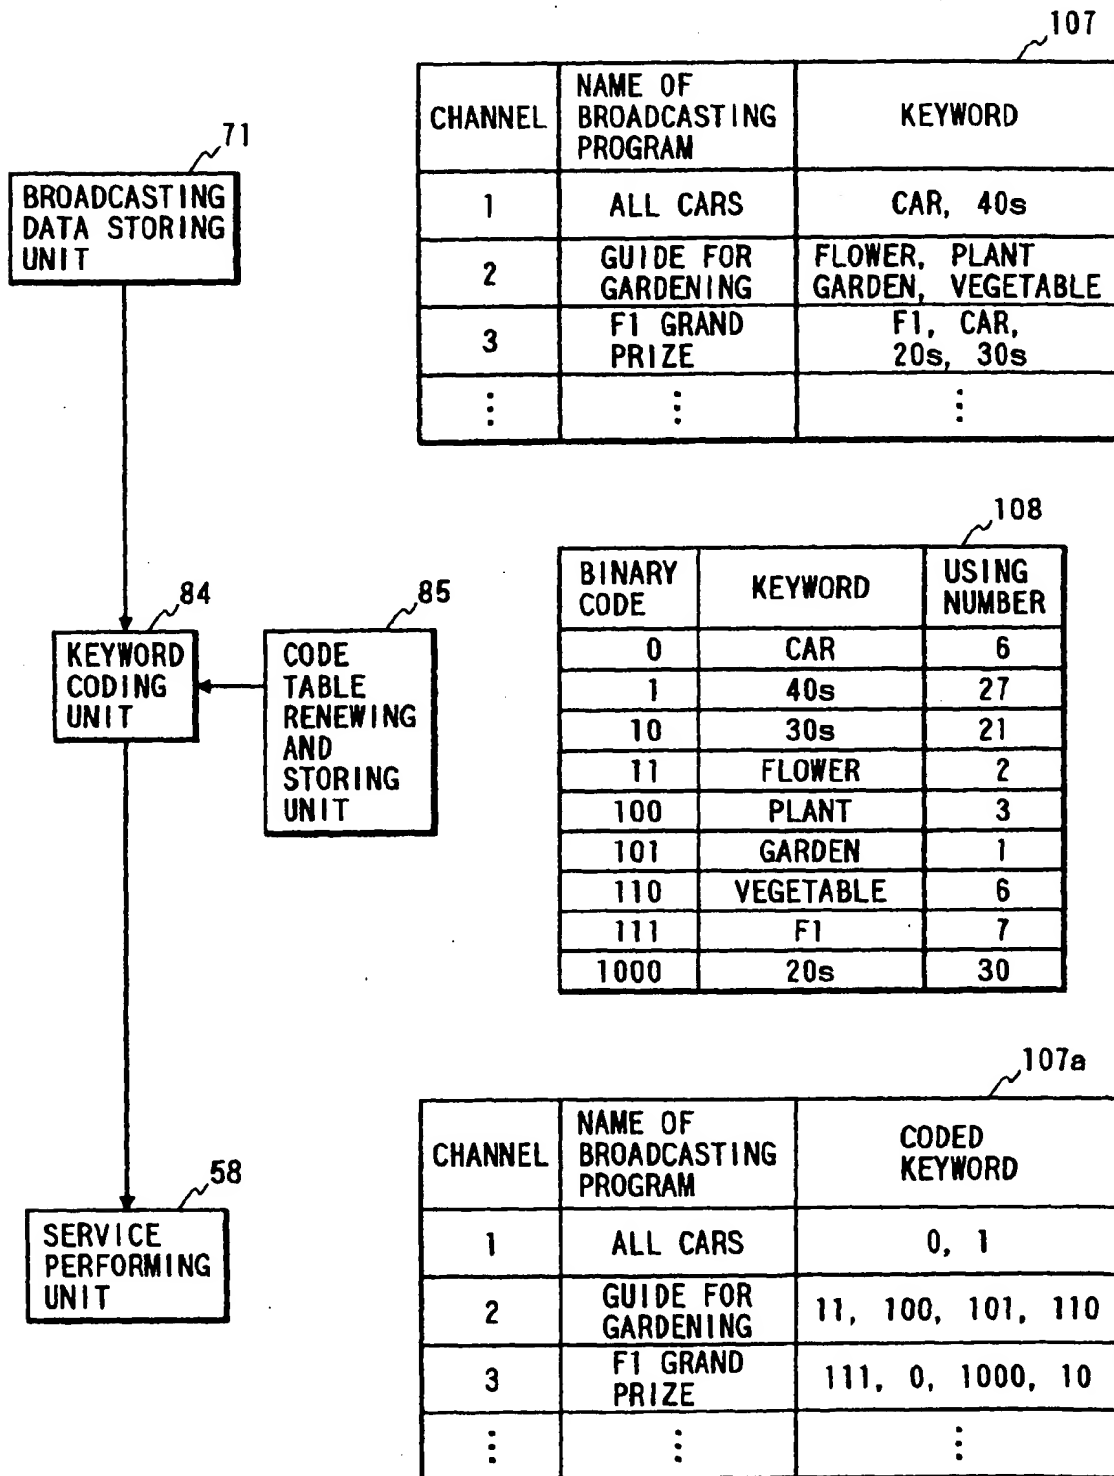 107
CHANNEL
NAME OF
BROADCASTING
PROGRAM
KEYWORD
1
ALL CARS
CAR, 40s
2
GUIDE FOR
GARDENING
FLOWER, PLANT
GARDEN, VEGETABLE
3
F1 GRAND
PRIZE
F1, CAR,
20s, 30s
71
BROADCASTING
DATA STORING
UNIT
108
BINARY
CODE
KEYWORD
USING
NUMBER
0 CAR 6
1 40s 27
10 30s 21
11 FLOWER 2
100 PLANT 3
101 GARDEN 1
110 VEGETABLE 6
111 F1 7
1000 20s 30
84
KEYWORD
CODING
UNIT
85
CODE
TABLE
RENEWING
AND
STORING
UNIT
107a
CHANNEL
NAME OF
BROADCASTING
PROGRAM
CODED
KEYWORD
1
ALL CARS
0, 1
2
GUIDE FOR
GARDENING
11, 100, 101, 110
3
F1 GRAND
PRIZE
111, 0, 1000, 10
58
SERVICE
PERFORMING
UNIT